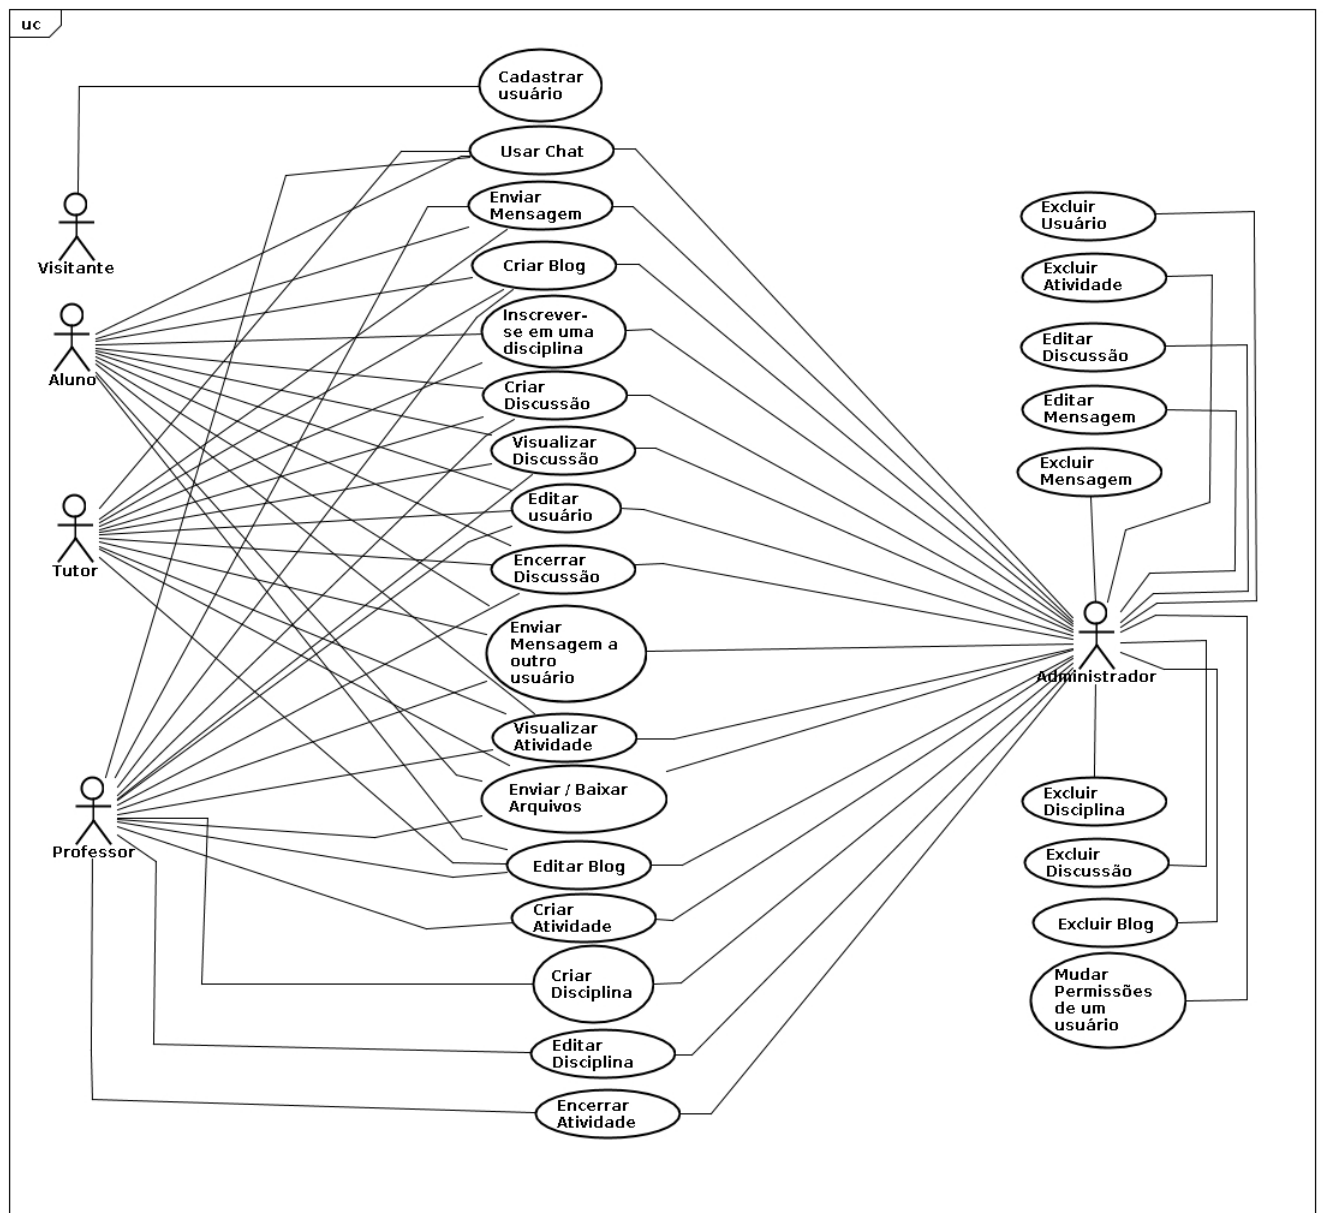 uc
Cadastrar
usuário
Usar Chat
Enviar
Mensagem
Criar Blog
Inscrever-
se em uma
disciplina
Criar
Discussão
Visualizar
Discussão
Editar
usuário
Encerrar
Discussão
Enviar
Mensagem a
outro
usuário
Visualizar
Atividade
Enviar / Baixar
Arquivos
Editar Blog
Criar
Atividade
Criar
Disciplina
Editar
Disciplina
Encerrar
Atividade
Visitante
Aluno
Tutor
Professor
Excluir
Usuário
Excluir
Atividade
Editar
Discussão
Editar
Mensagem
Excluir
Mensagem
Administrador
Excluir
Disciplina
Excluir
Discussão
Excluir Blog
Mudar
Permissões
de um
usuário